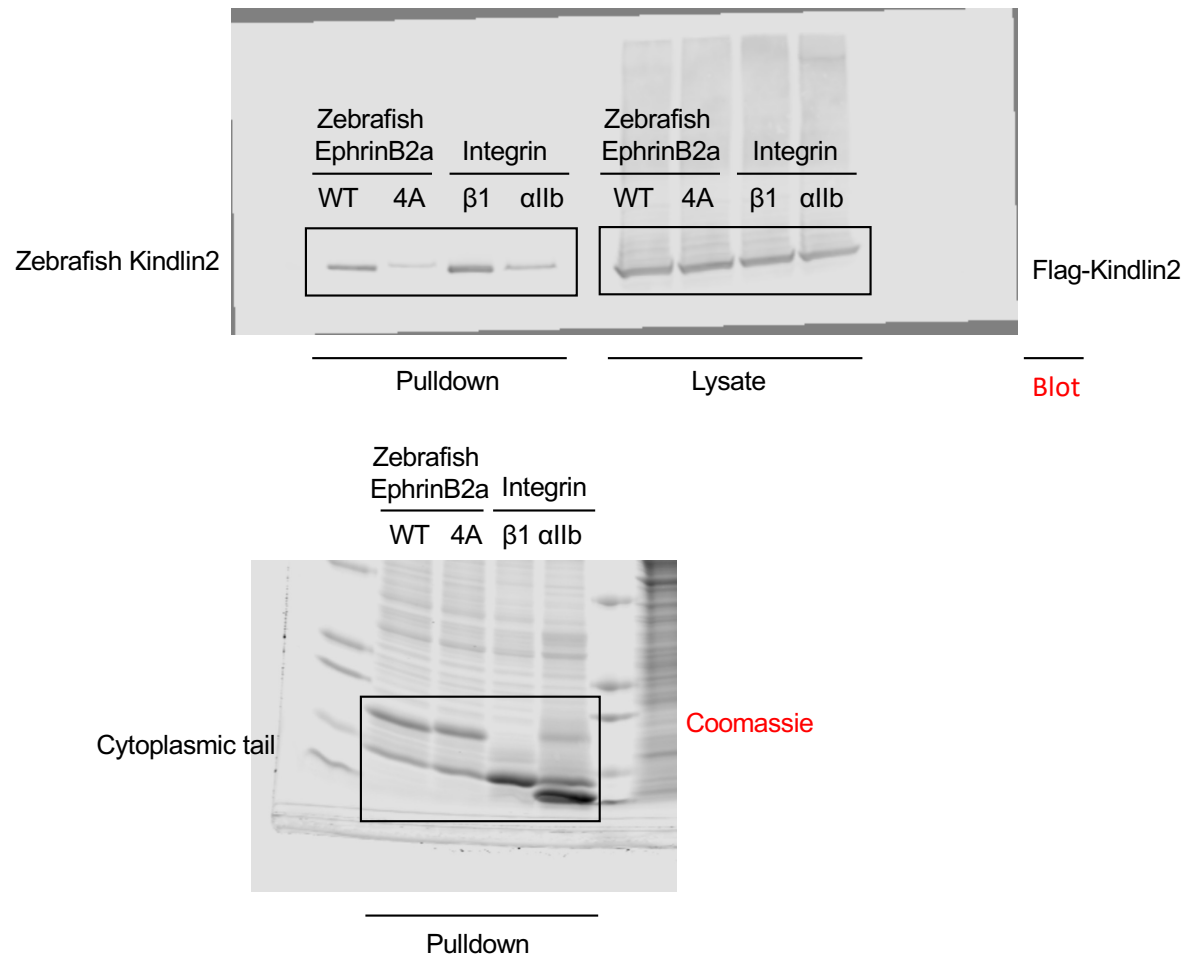 Zebrafish
EphrinB2a Integrin
WT 4A β1 αIIb
Zebrafish
EphrinB2a Integrin
WT 4A β1 αIIb
Zebrafish Kindlin2
Flag-Kindlin2
Pulldown
Lysate
Blot
Zebrafish
EphrinB2a Integrin
WT 4A β1 αIIb
Cytoplasmic tail
Coomassie
Pulldown